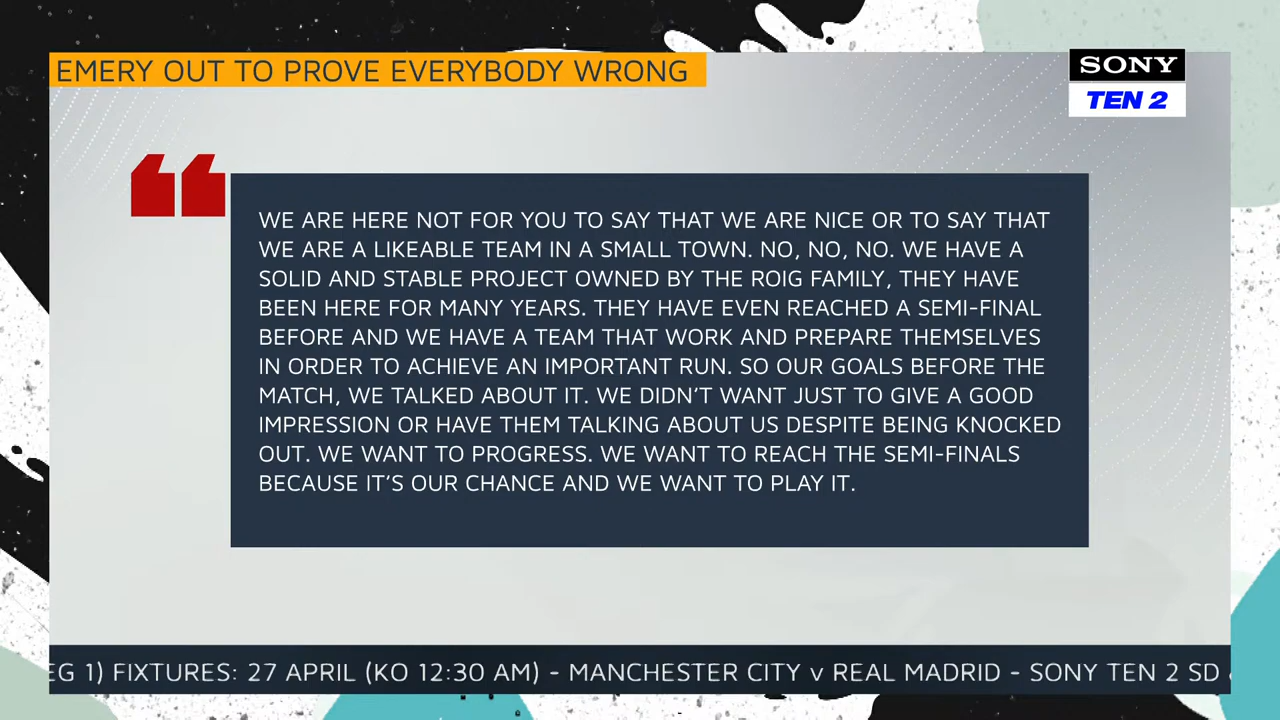 EMERY OUT TO PROVE EVERYBODY WRONG
SONY
TEN 2
WE ARE HERE NOT FOR YOU TO SAY THAT WE ARE NICE OR TO SAY THAT
WE ARE A LIKEABLE TEAM IN A SMALL TOWN. NO, NO, NO. WE HAVE A
SOLID AND STABLE PROJECT OWNED BY THE ROIG FAMILY, THEY HAVE
BEEN HERE FOR MANY YEARS. THEY HAVE EVEN REACHED A SEMI-FINAL
BEFORE AND WE HAVE A TEAM THAT WORK AND PREPARE THEMSELVES
IN ORDER TO ACHIEVE AN IMPORTANT RUN. SO OUR GOALS BEFORE THE
MATCH, WE TALKED ABOUT IT. WE DIDN'T WANT JUST TO GIVE A GOOD
IMPRESSION OR HAVE THEM TALKING ABOUT US DESPITE BEING KNOCKED
OUT. WE WANT TO PROGRESS. WE WANT TO REACH THE SEMI-FINALS
BECAUSE IT'S OUR CHANCE AND WE WANT TO PLAY IT.
EG 1) FIXTURES: 27 APRIL (KO 12:30 AM) - MANCHESTER CITY v REAL MADRID - SONY TEN 2 SD